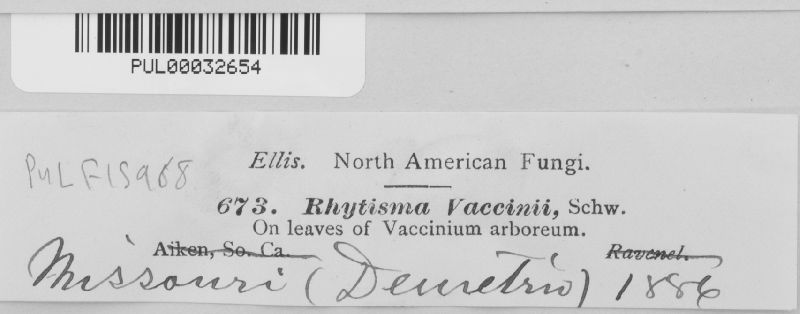 PUL00032654
PUL F15968
Ellis. North American Fungi.
673. Rhytisma Vaccinii, Schw.
On leaves of Vaccinium arboreum.
Aiken, So. Ca. Ravenel.
Missouri (Demetrio) 1886